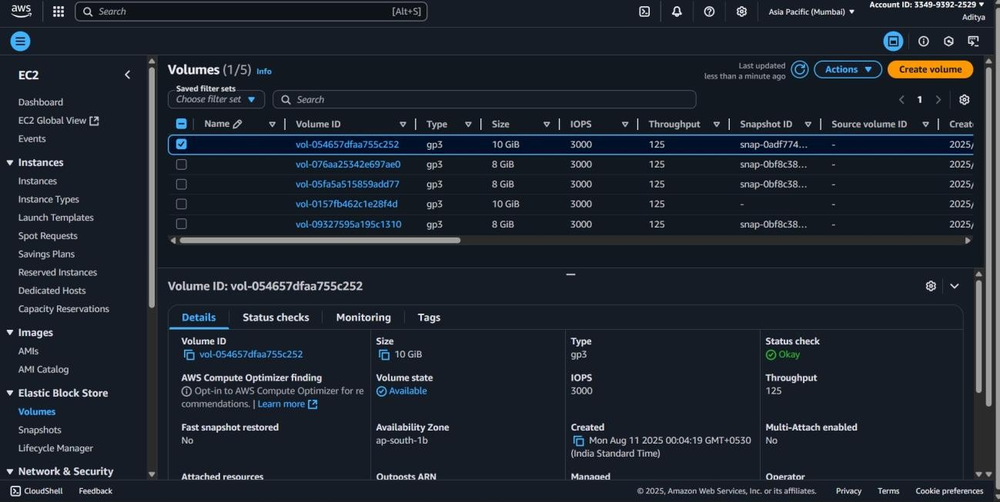 aws
Search [Alt+S]
Asia Pacific (Mumbai)
Account ID: 3349-9392-2529
Aditya
EC2
Dashboard
EC2 Global View
Events
Instances
Instances
Instance Types
Launch Templates
Spot Requests
Savings Plans
Reserved Instances
Dedicated Hosts
Capacity Reservations
Images
AMIs
AMI Catalog
Elastic Block Store
Volumes
Snapshots
Lifecycle Manager
Network & Security
Volumes (1/5) Info
Last updated
less than a minute ago
Actions
Create volume
Saved filter sets
Choose filter set
Search
1
Name Volume ID Type Size IOPS Throughput Snapshot ID Source volume ID Creat
vol-054657dfaa755c252 gp3 10 GiB 3000 125 snap-0adf774... - 2025/
vol-076aa25342e697ae0 gp3 8 GiB 3000 125 snap-0bf8c38... - 2025/
vol-05fa5a515859add77 gp3 8 GiB 3000 125 snap-0bf8c38... - 2025/
vol-0157fb462c1e28f4d gp3 10 GiB 3000 125 - - 2025/
vol-09327595a195c1310 gp3 8 GiB 3000 125 snap-0bf8c38... - 2025/
Volume ID: vol-054657dfaa755c252
Details Status checks Monitoring Tags
Volume ID
vol-054657dfaa755c252
Size
10 GiB
Type
gp3
Status check
Okay
AWS Compute Optimizer finding
Opt-in to AWS Compute Optimizer for re
commendations. | Learn more
Volume state
Available
IOPS
3000
Throughput
125
Fast snapshot restored
No
Availability Zone
ap-south-1b
Created
Mon Aug 11 2025 00:04:19 GMT+0530
(India Standard Time)
Multi-Attach enabled
No
Attached resources
Outposts ARN
Managed
Operator
CloudShell Feedback
© 2025, Amazon Web Services, Inc. or its affiliates. Privacy Terms Cookie preferences